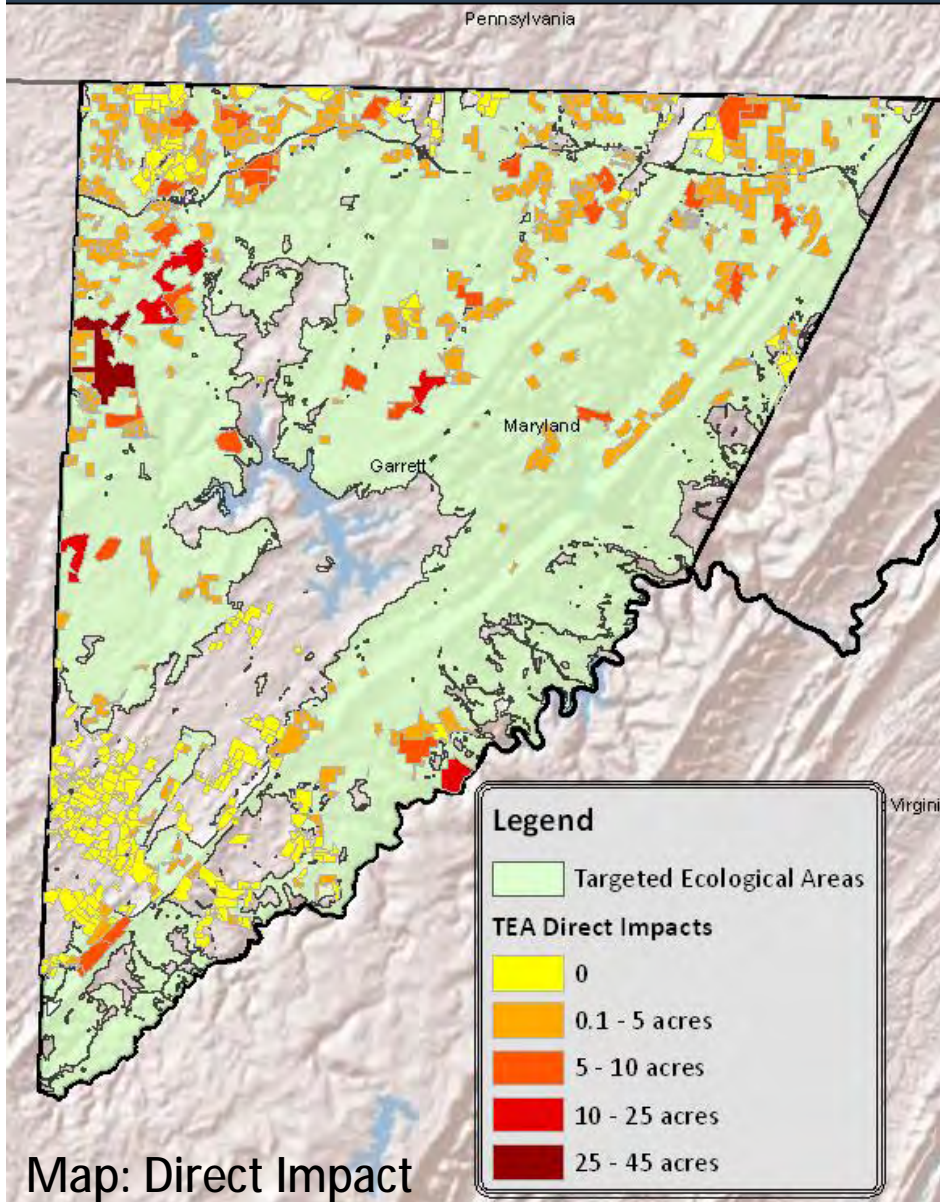 Pennsylvania
Maryland
Garrett
Virgini
Legend
Targeted Ecological Areas
TEA Direct Impacts
0
0.1 - 5 acres
5 - 10 acres
10 - 25 acres
25 - 45 acres
Map: Direct Impact